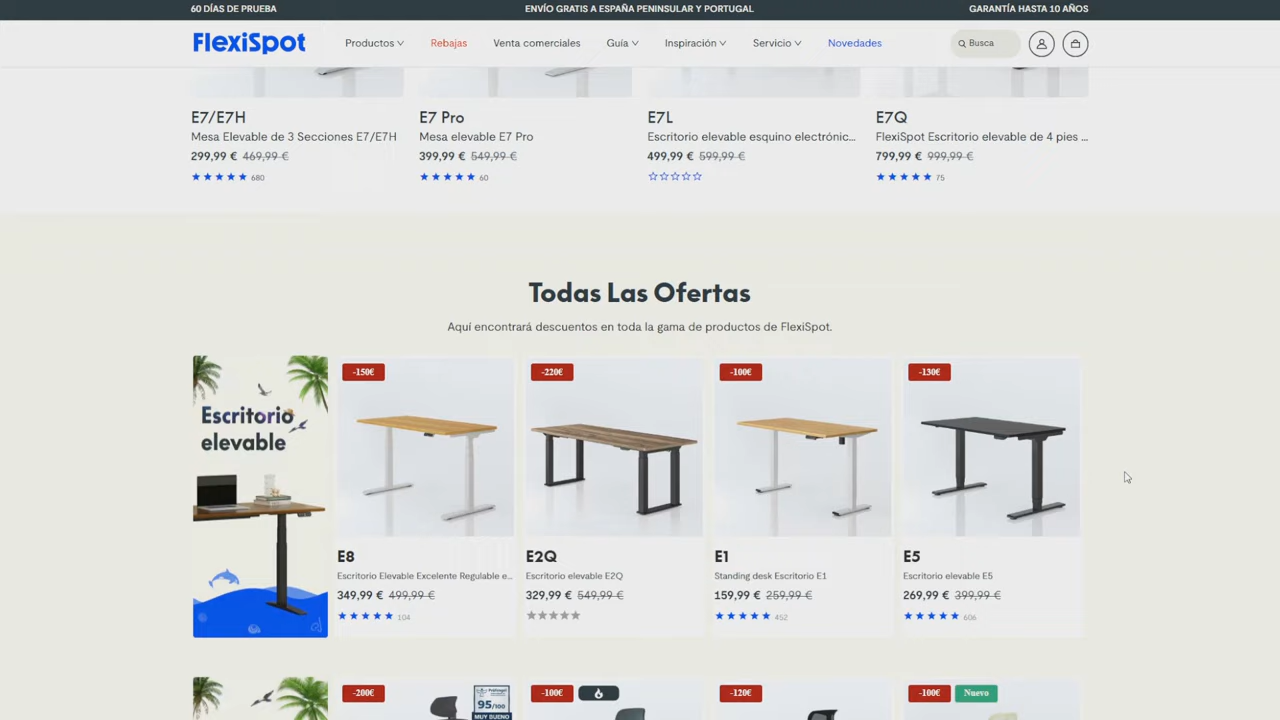 60 DÍAS DE PRUEBA
ENVÍO GRATIS A ESPAÑA PENINSULAR Y PORTUGAL
GARANTÍA HASTA 10 AÑOS
FlexiSpot
Productos
Rebajas
Venta comerciales
Guía
Inspiración
Servicio
Novedades
Busca
E7/E7H
Mesa Elevable de 3 Secciones E7/E7H
299,99 € 469,99 €
680
E7 Pro
Mesa elevable E7 Pro
399,99 € 549,99 €
60
E7L
Escritorio elevable esquino electrónic...
499,99 € 599,99 €
E7Q
FlexiSpot Escritorio elevable de 4 pies ...
799,99 € 999,99 €
75
Todas Las Ofertas
Aquí encontrará descuentos en toda la gama de productos de FlexiSpot.
Escritorio
elevable
-150€
E8
Escritorio Elevable Excelente Regulable e...
349,99 € 499,99 €
104
-220€
E2Q
Escritorio elevable E2Q
329,99 € 549,99 €
-100€
E1
Standing desk Escritorio E1
159,99 € 259,99 €
452
-130€
E5
Escritorio elevable E5
269,99 € 399,99 €
606
-200€
95/100
MUY BUENO
-100€
-120€
-100€
Nuevo